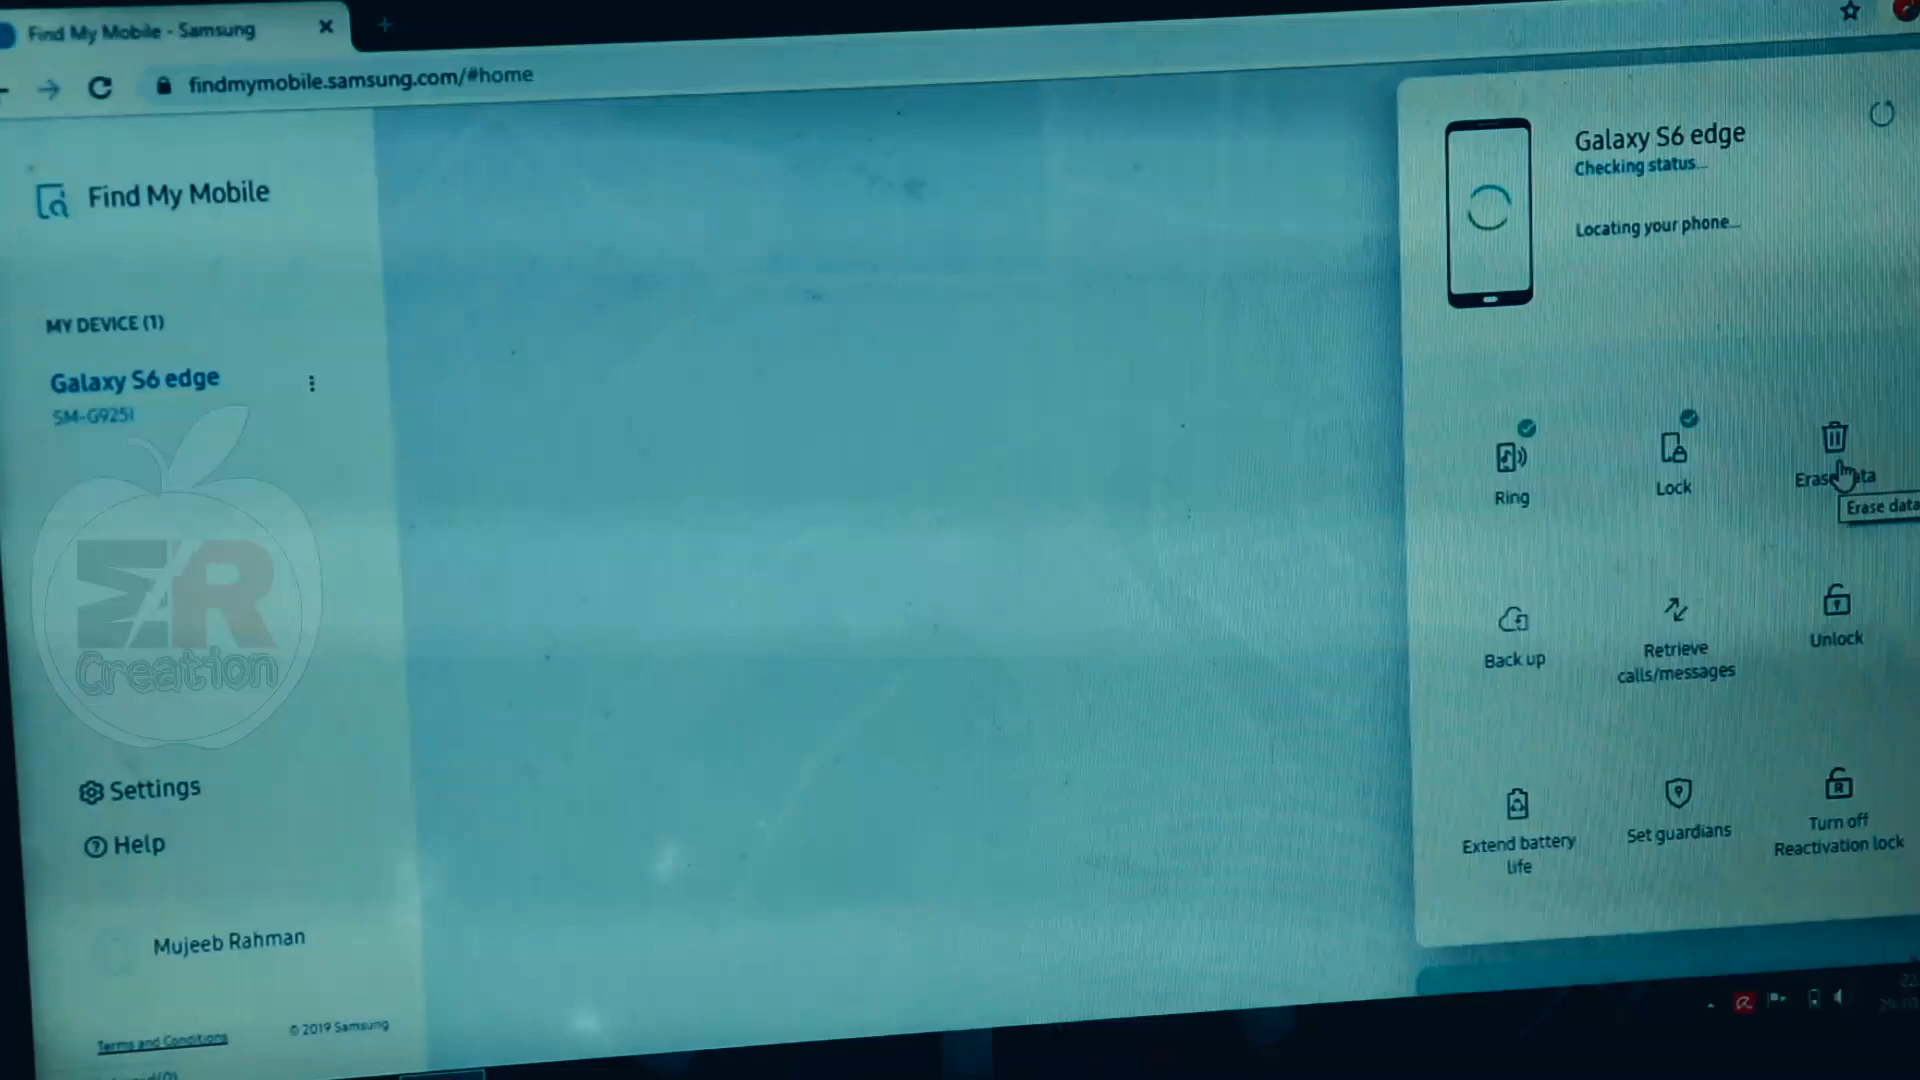 Find My Mobile - Samsung
findmymobile.samsung.com/#home
Find My Mobile
MY DEVICE (1)
Galaxy S6 edge
SM-G925I
ER
Creation
Settings
Help
Mujeeb Rahman
Terms and Conditions
© 2019 Samsung
Galaxy S6 edge
Checking status...
Locating your phone...
Ring
Lock
Erase data
Back up
Retrieve
calls/messages
Unlock
Extend battery
life
Set guardians
Turn off
Reactivation lock